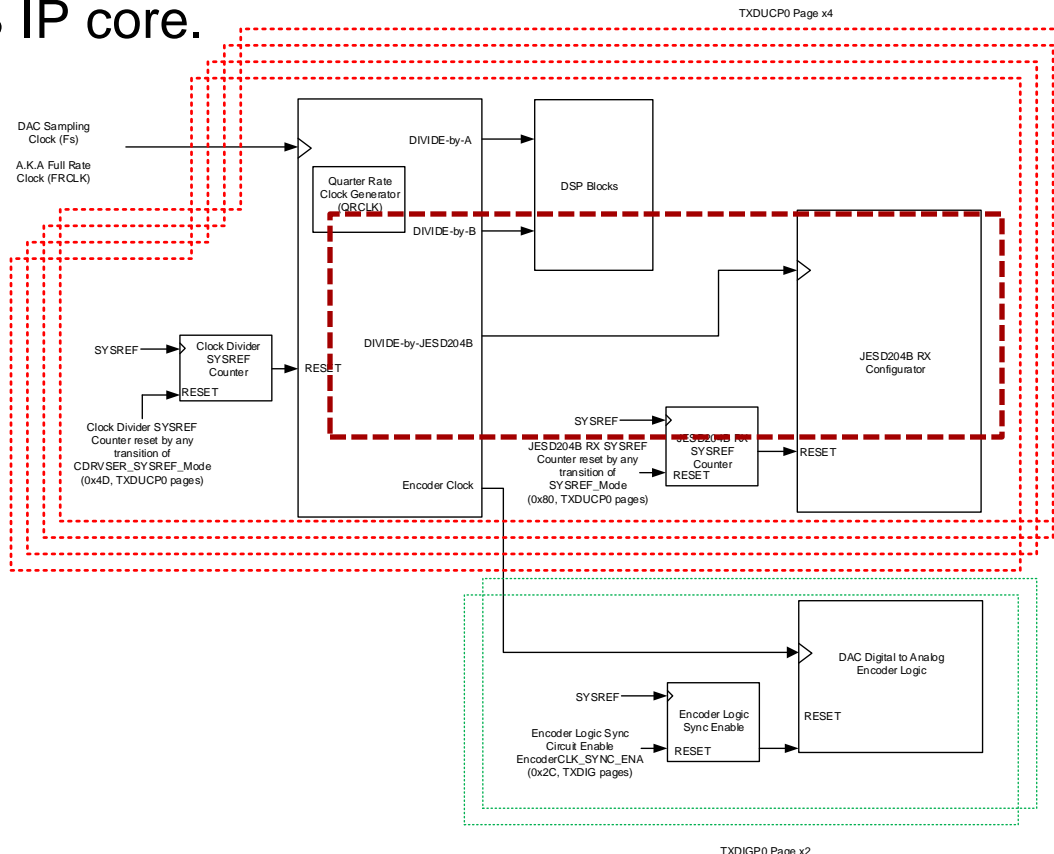 IP core.
TXDUCP0 Page x4
DAC Sampling
Clock (Fs)
A.K.A Full Rate
Clock (FRCLK)
DIVIDE-by-A
Quarter Rate
Clock Generator
(QRCLK)
DSP Blocks
DIVIDE-by-B
DIVIDE-by-JESD204B
JESD204B RX
Configurator
SYSREF
Clock Divider
SYSREF
Counter
RESET
RESET
Clock Divider SYSREF
Counter reset by any
transition of
CDRVSER_SYSREF_Mode
(0x4D, TXDUCP0 pages)
SYSREF
JESD204B RX
SYSREF
Counter
RESET
RESET
JESD204B RX SYSREF
Counter reset by any
transition of
SYSREF_Mode
(0x80, TXDUCP0 pages)
Encoder Clock
DAC Digital to Analog
Encoder Logic
SYSREF
Encoder Logic
Sync Enable
RESET
RESET
Encoder Logic Sync
Circuit Enable
EncoderCLK_SYNC_ENA
(0x2C, TXDIG pages)
TXDIGP0 Page x2